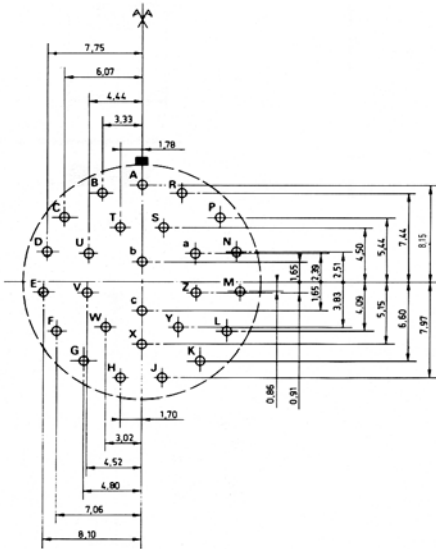 7,75
6,07
4,44
3,33
1,78
A
B
R
C
P
T
S
D
U
b
a
N
E
V
c
Z
M
F
W
X
Y
L
G
K
H
J
1,65
2,39
2,51
4,50
5,44
7,44
8,15
1,65
3,83
4,09
5,15
6,60
7,97
0,86
0,91
1,70
3,02
4,52
4,80
7,06
8,10